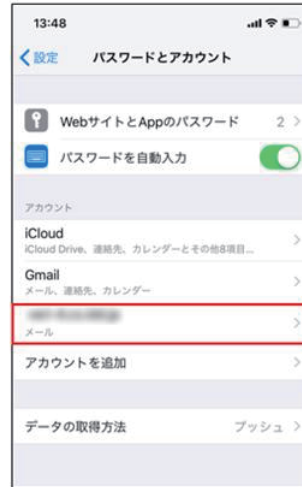 13:48
設定
パスワードとアカウント
WebサイトとAppのパスワード 2
パスワードを自動入力
アカウント
iCloud
iCloud Drive、連絡先、カレンダーとその他8項目...
Gmail
メール、連絡先、カレンダー
メール
アカウントを追加
データの取得方法 プッシュ